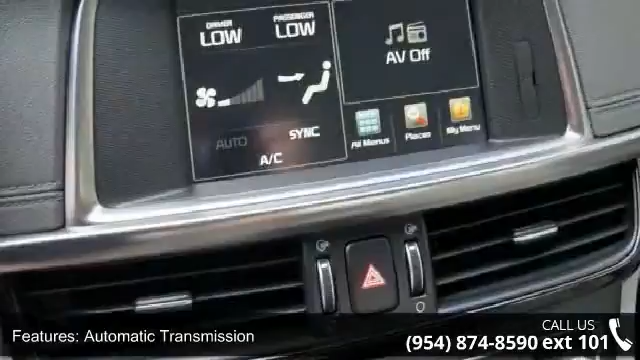 DRIVER
LOW
PASSENGER
LOW
AV Off
AUTO
SYNC
A/C
All Menus
Places
My Menu
Features: Automatic Transmission
CALL US
(954) 874-8590 ext 101